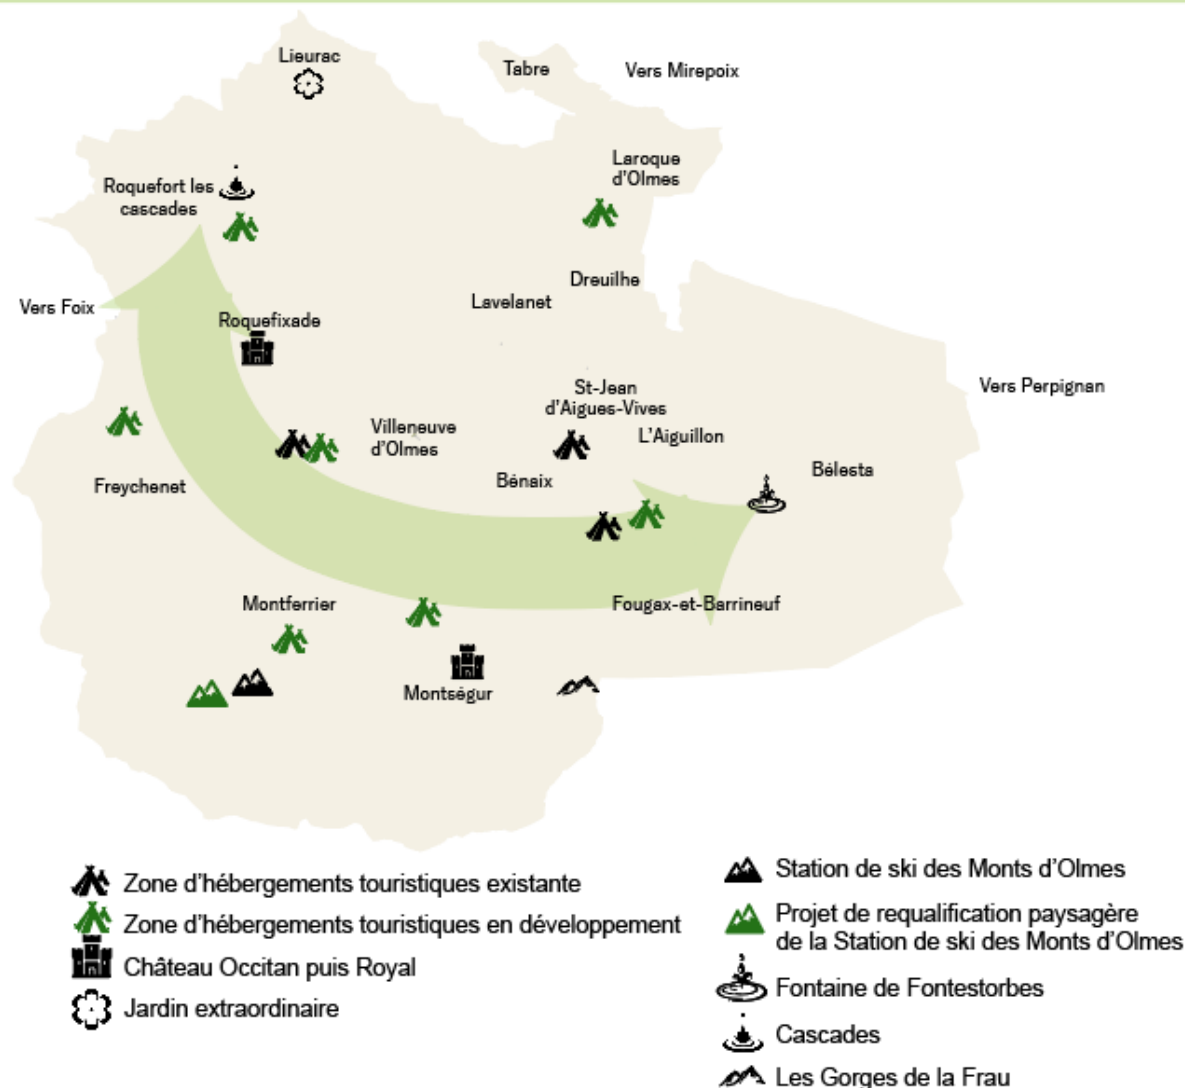 Lieurac
Tabre
Vers Mirepoix
Laroque
d'Olmes
Roquefort les
cascades
Dreuilhe
Lavelanet
Vers Foix
Roquefixade
St-Jean
d'Aigues-Vives
Vers Perpignan
Villeneuve
d'Olmes
L'Aiguillon
Bélesta
Bénaix
Freychenet
Montferrier
Fougax-et-Barrineuf
Montségur
Zone d'hébergements touristiques existante
Zone d'hébergements touristiques en développement
Château Occitan puis Royal
Jardin extraordinaire
Station de ski des Monts d'Olmes
Projet de requalification paysagère
de la Station de ski des Monts d'Olmes
Fontaine de Fontestorbes
Cascades
Les Gorges de la Frau